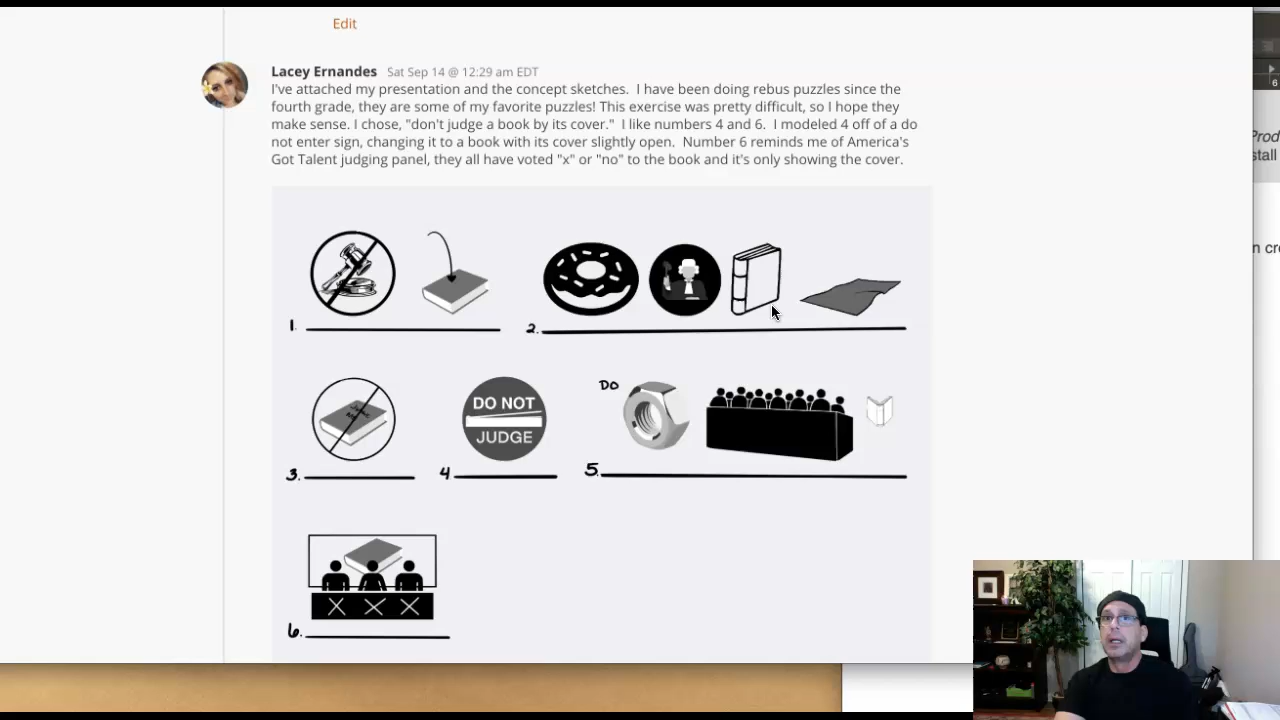 Edit
Lacey Ernandes Sat Sep 14 @ 12:29 am EDT
I've attached my presentation and the concept sketches. I have been doing rebus puzzles since the
fourth grade, they are some of my favorite puzzles! This exercise was pretty difficult, so I hope they
make sense. I chose, "don't judge a book by its cover." I like numbers 4 and 6. I modeled 4 off of a do
not enter sign, changing it to a book with its cover slightly open. Number 6 reminds me of America's
Got Talent judging panel, they all have voted "x" or "no" to the book and it's only showing the cover.
1.
2.
DO NOT
JUDGE
DO
3.
4
5.
X X X
6.
6
Prod
stall
n cre